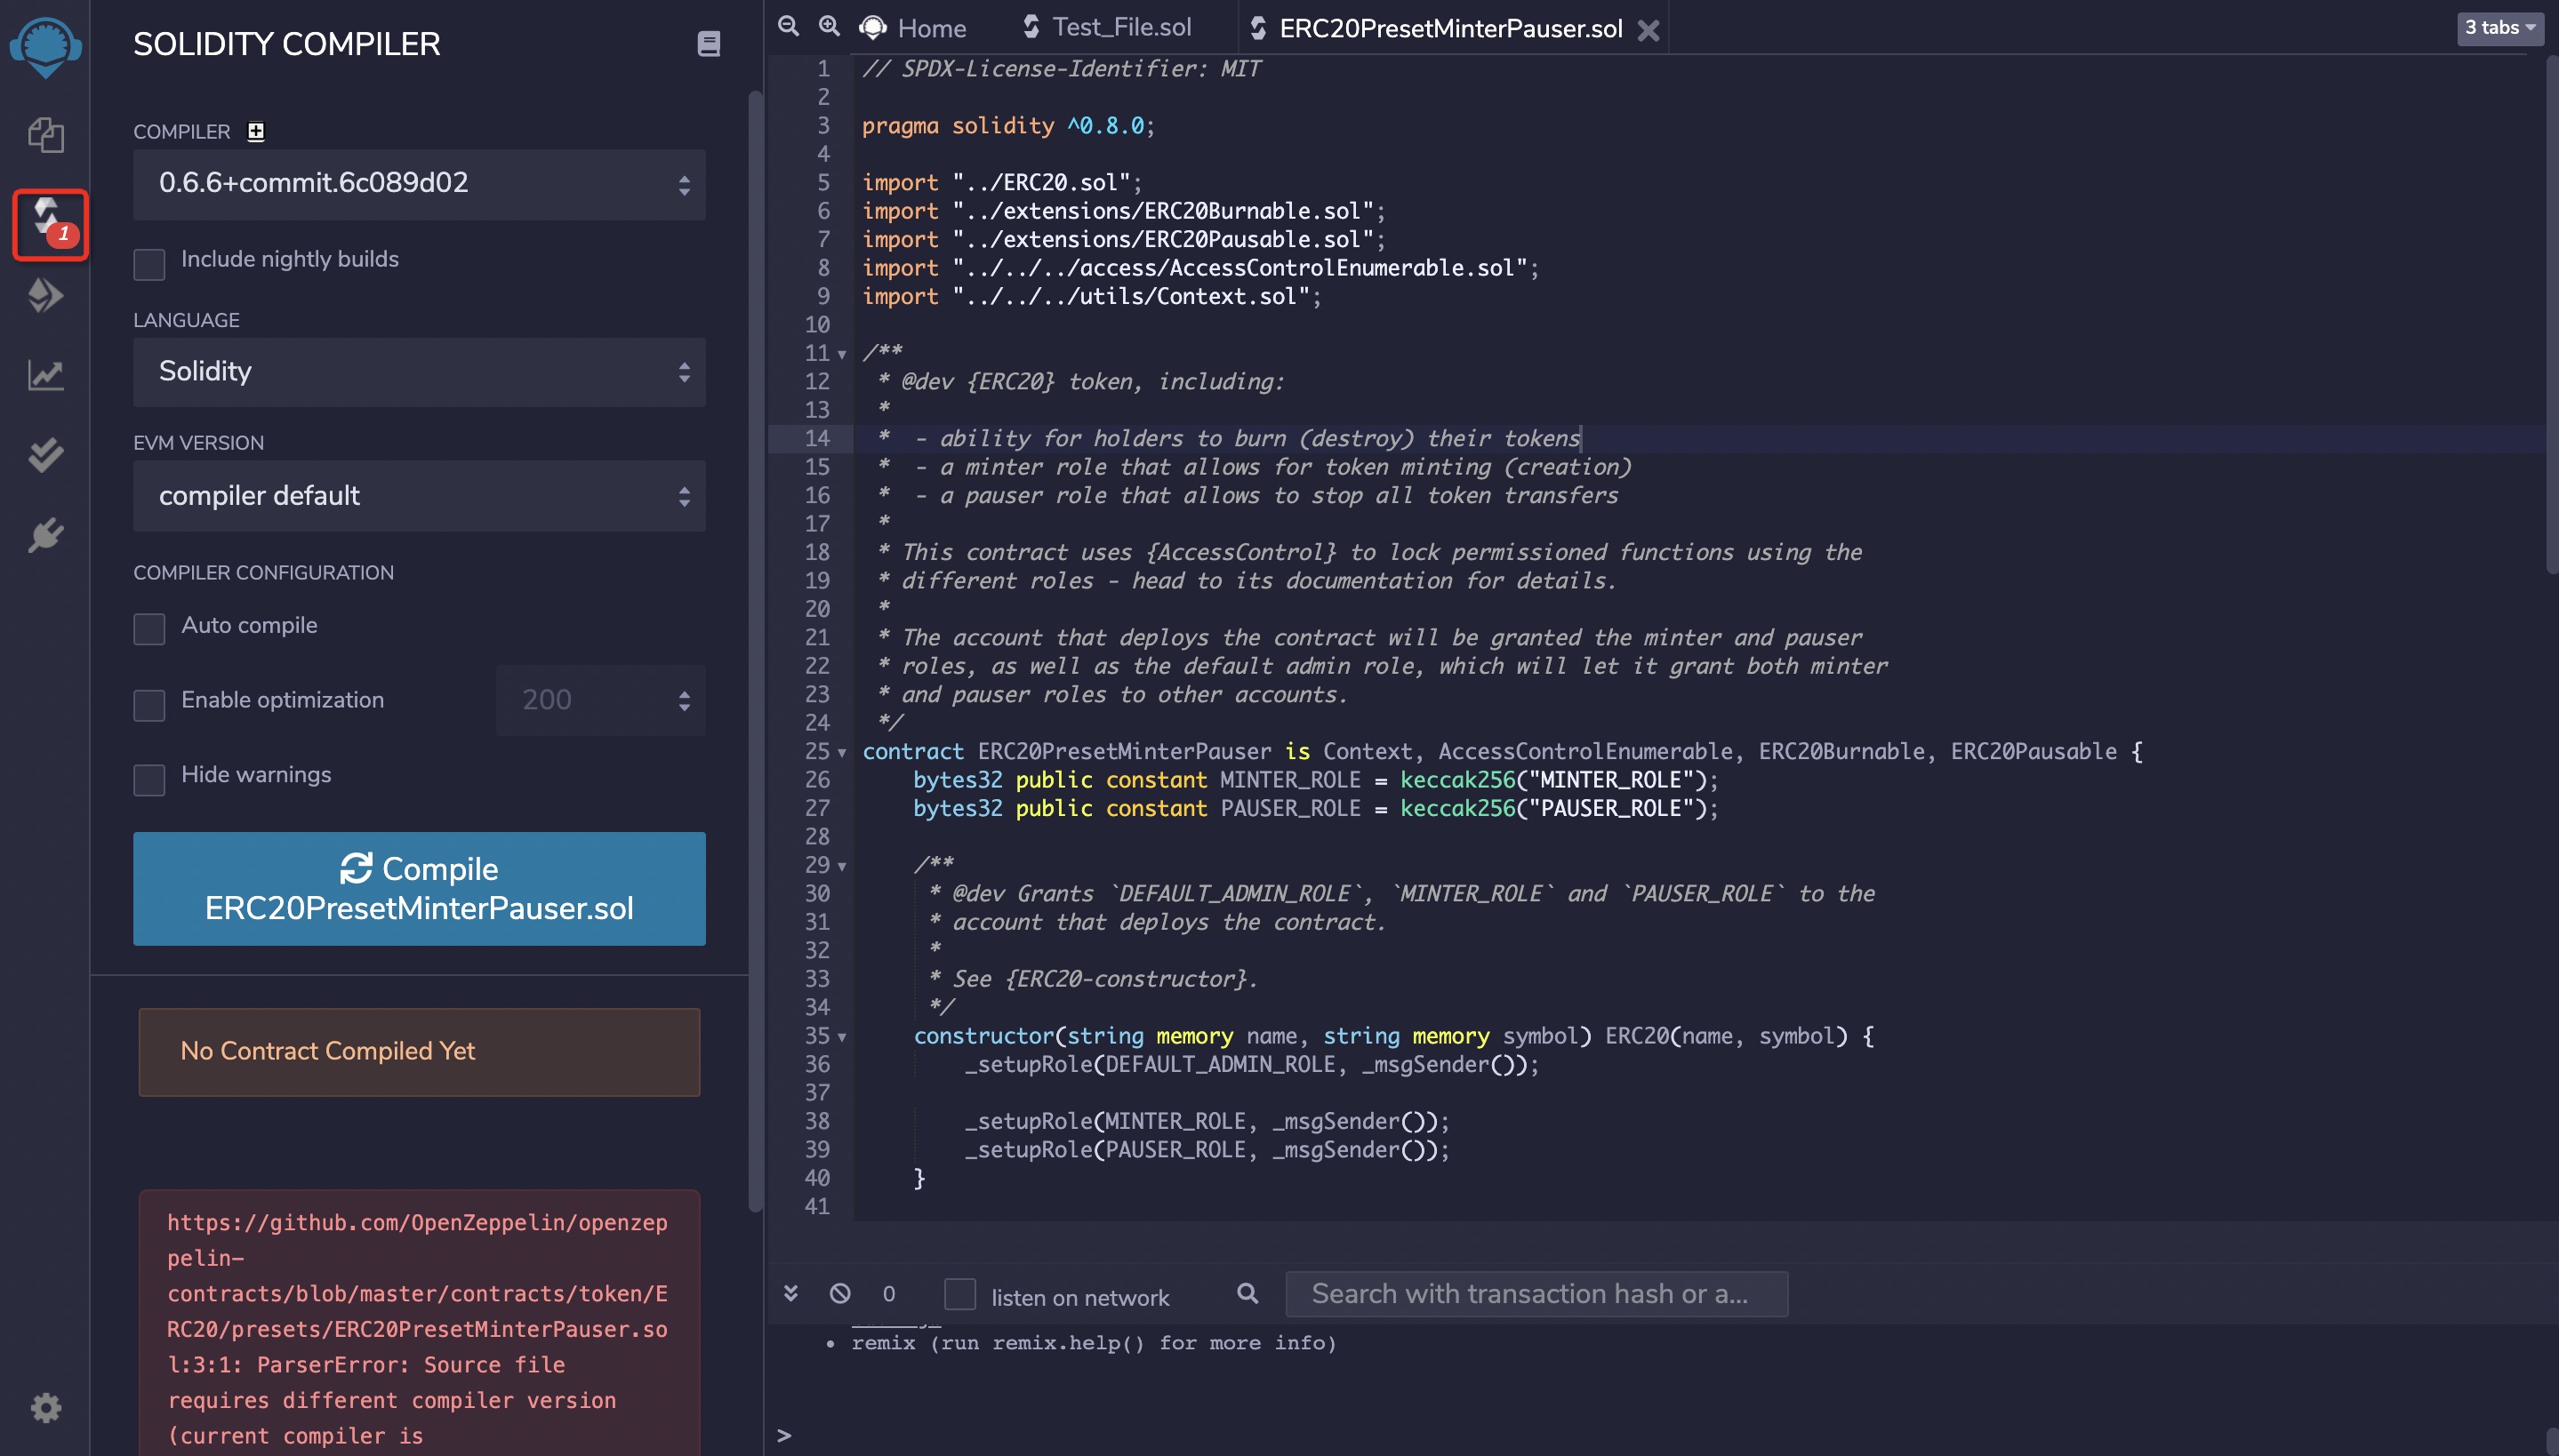 SOLIDITY COMPILER
COMPILER
0.6.6+commit.6c089d02
Include nightly builds
LANGUAGE
Solidity
EVM VERSION
compiler default
COMPILER CONFIGURATION
Auto compile
Enable optimization
200
Hide warnings
Compile
ERC20PresetMinterPauser.sol
No Contract Compiled Yet
https://github.com/OpenZeppelin/openzep
pelin-
contracts/blob/master/contracts/token/E
RC20/presets/ERC20PresetMinterPauser.so
l:3:1: ParserError: Source file
requires different compiler version
(current compiler is
1
Home
Test_File.sol
ERC20PresetMinterPauser.sol
3 tabs
1 // SPDX-License-Identifier: MIT
2
3 pragma solidity ^0.8.0;
4
5 import "../ERC20.sol";
6 import "../extensions/ERC20Burnable.sol";
7 import "../extensions/ERC20Pausable.sol";
8 import "../../../access/AccessControlEnumerable.sol";
9 import "../../../utils/Context.sol";
10
11 /**
12 * @dev {ERC20} token, including:
13 *
14 * - ability for holders to burn (destroy) their tokens
15 * - a minter role that allows for token minting (creation)
16 * - a pauser role that allows to stop all token transfers
17 *
18 * This contract uses {AccessControl} to lock permissioned functions using the
19 * different roles - head to its documentation for details.
20 *
21 * The account that deploys the contract will be granted the minter and pauser
22 * roles, as well as the default admin role, which will let it grant both minter
23 * and pauser roles to other accounts.
24 */
25 contract ERC20PresetMinterPauser is Context, AccessControlEnumerable, ERC20Burnable, ERC20Pausable {
26 bytes32 public constant MINTER_ROLE = keccak256("MINTER_ROLE");
27 bytes32 public constant PAUSER_ROLE = keccak256("PAUSER_ROLE");
28
29 /**
30 * @dev Grants `DEFAULT_ADMIN_ROLE`, `MINTER_ROLE` and `PAUSER_ROLE` to the
31 * account that deploys the contract.
32 *
33 * See {ERC20-constructor}.
34 */
35 constructor(string memory name, string memory symbol) ERC20(name, symbol) {
36 _setupRole(DEFAULT_ADMIN_ROLE, _msgSender());
37
38 _setupRole(MINTER_ROLE, _msgSender());
39 _setupRole(PAUSER_ROLE, _msgSender());
40 }
41
0
listen on network
Search with transaction hash or a...
• remix (run remix.help() for more info)
>